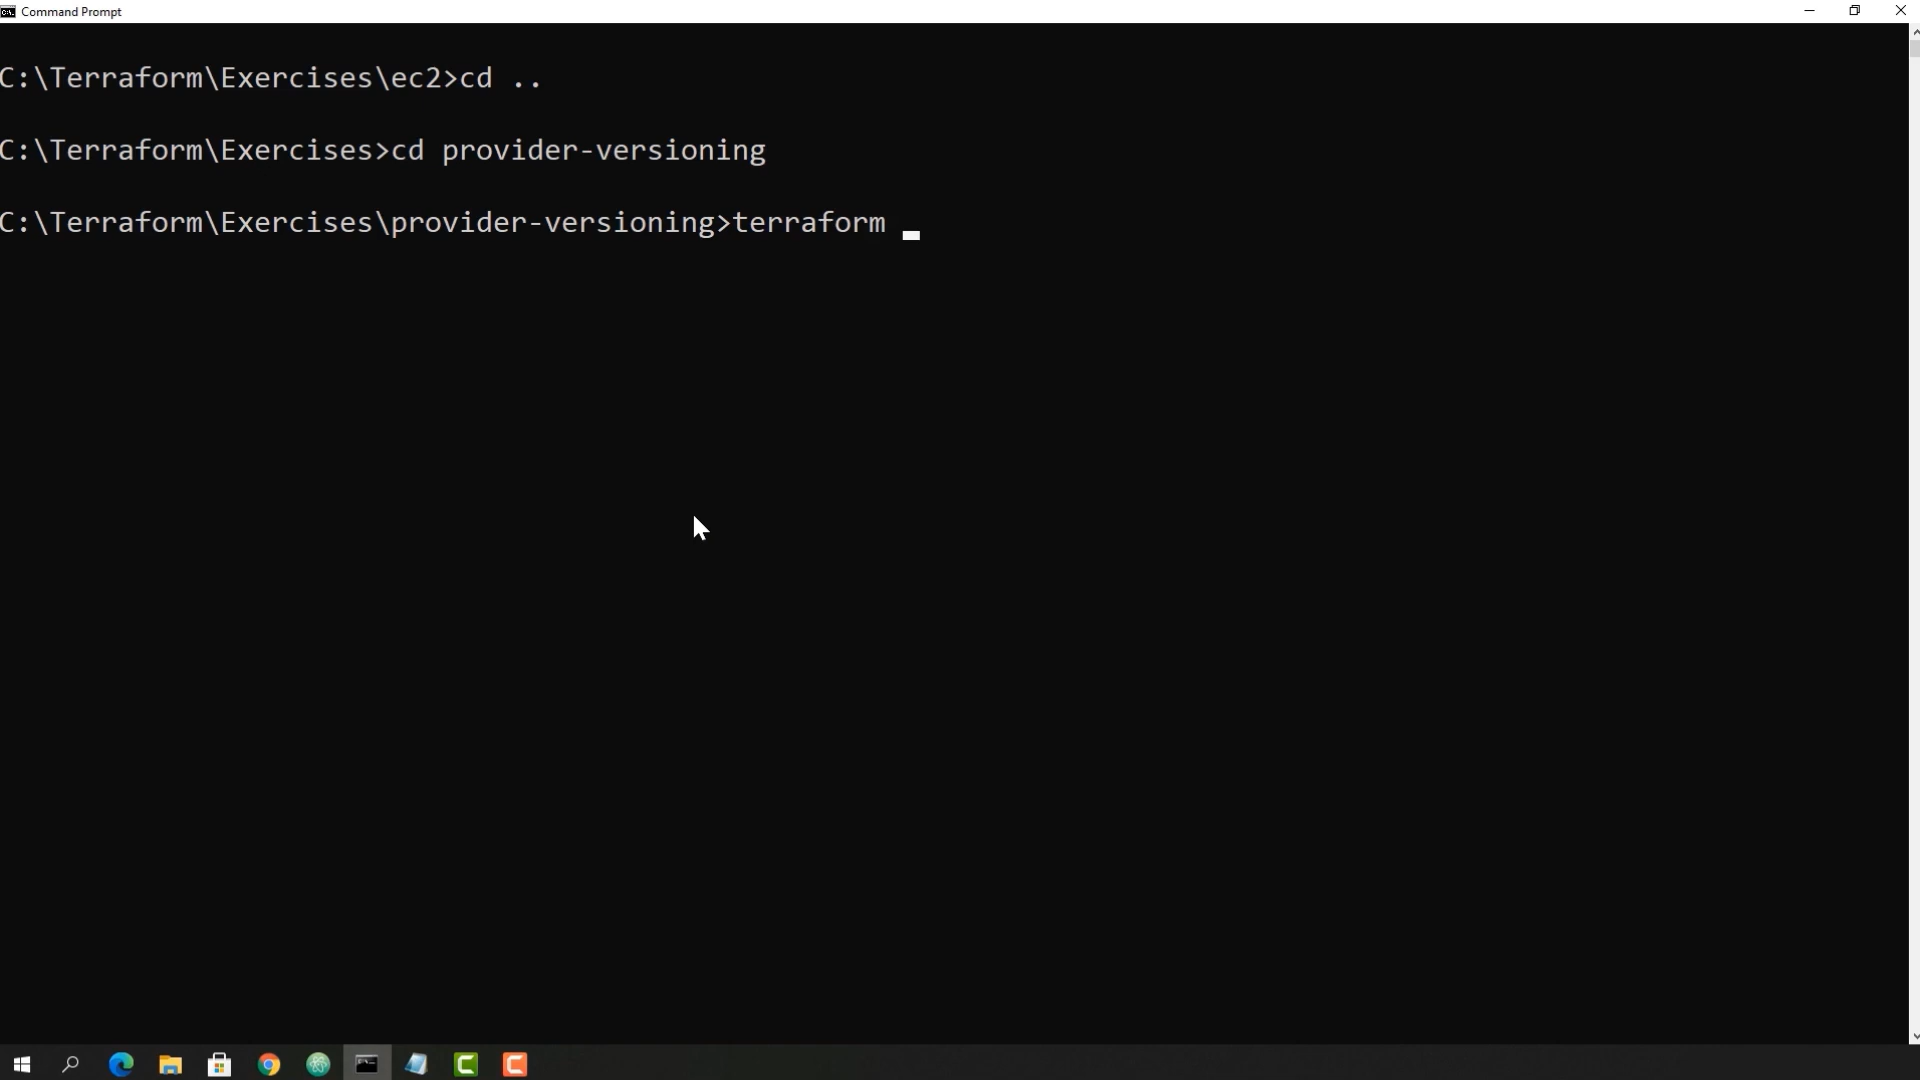 Command Prompt
C:\Terraform\Exercises\ec2>cd ..
C:\Terraform\Exercises>cd provider-versioning
C:\Terraform\Exercises\provider-versioning>terraform